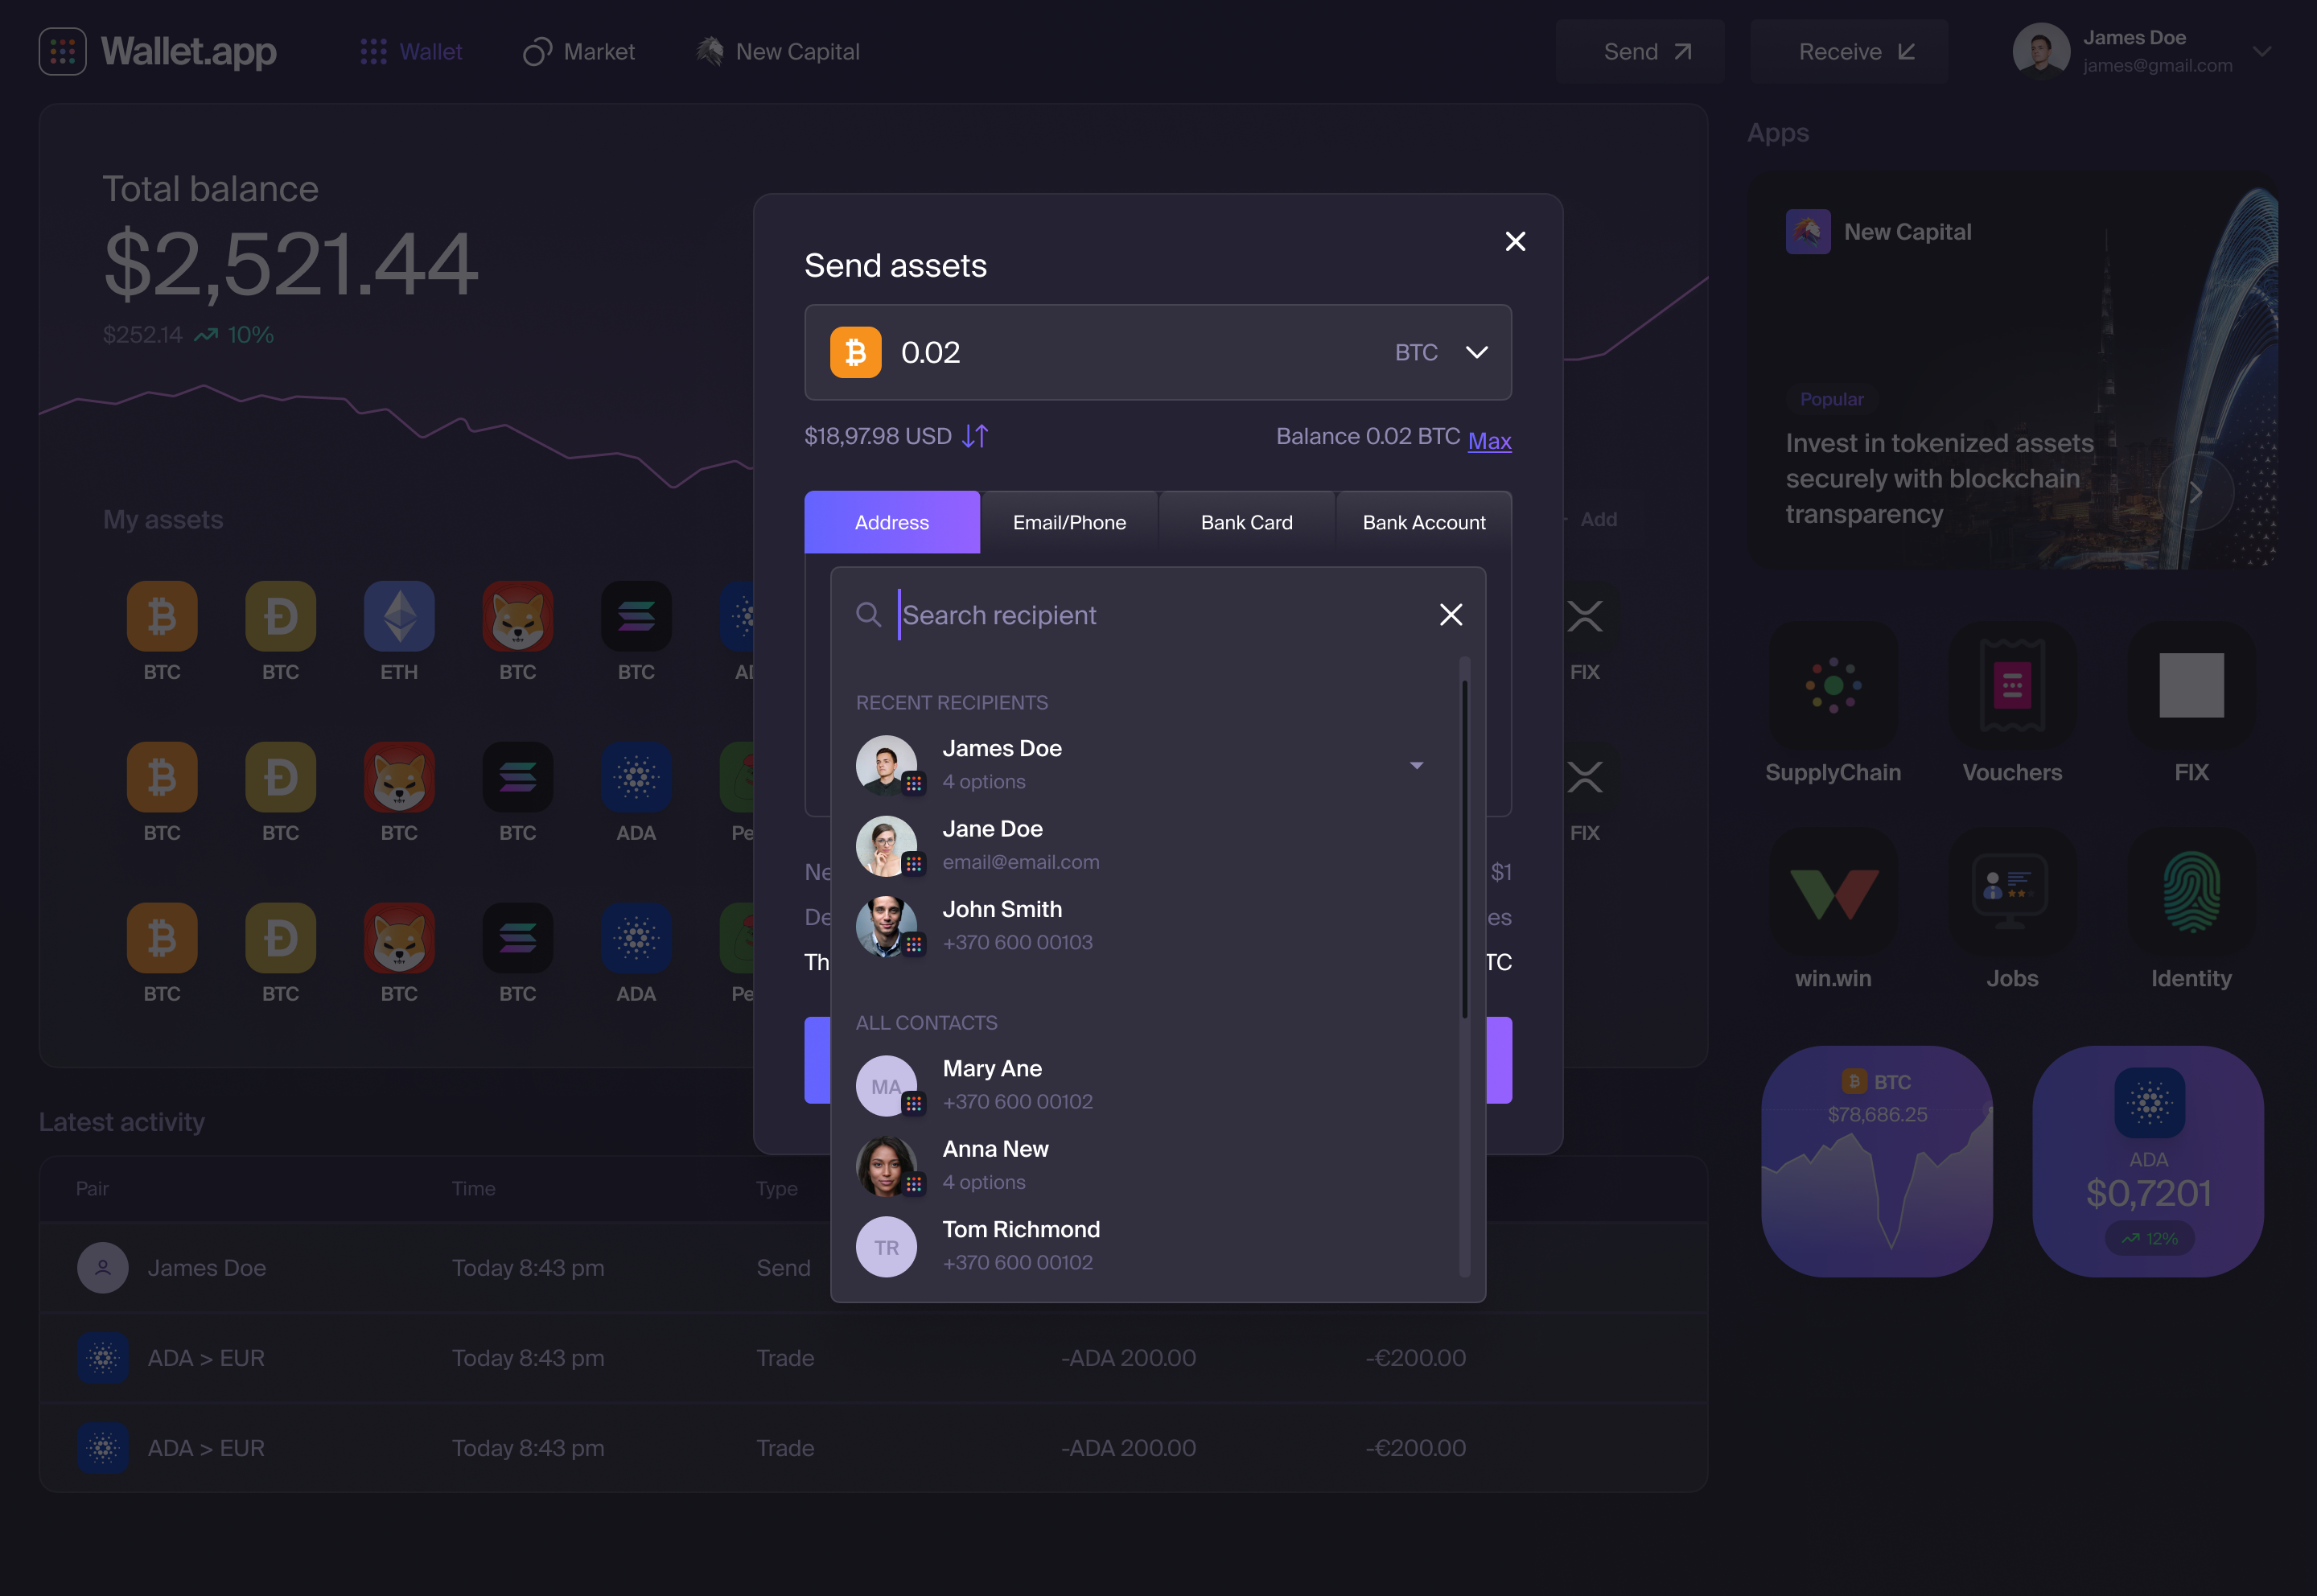 Wallet.app
Wallet
Market
New Capital
Send
Receive
James Doe
james@gmail.com
Total balance
$2,521.44
$252.14
10%
My assets
Add
BTC
BTC
ETH
BTC
BTC
FIX
BTC
BTC
BTC
BTC
ADA
FIX
BTC
BTC
BTC
BTC
ADA
Send assets
0.02
BTC
$18,97.98 USD
Balance 0.02 BTC Max
Address
Email/Phone
Bank Card
Bank Account
Search recipient
RECENT RECIPIENTS
James Doe
4 options
Jane Doe
email@email.com
John Smith
+370 600 00103
ALL CONTACTS
MA
Mary Ane
+370 600 00102
Anna New
4 options
TR
Tom Richmond
+370 600 00102
Ne
$1
De
es
Th
TC
Latest activity
Pair
Time
Type
James Doe
Today 8:43 pm
Send
ADA > EUR
Today 8:43 pm
Trade
-ADA 200.00
-€200.00
ADA > EUR
Today 8:43 pm
Trade
-ADA 200.00
-€200.00
Apps
New Capital
Popular
Invest in tokenized assets
securely with blockchain
transparency
SupplyChain
Vouchers
FIX
win.win
Jobs
Identity
BTC
$78,686.25
ADA
$0,7201
12%